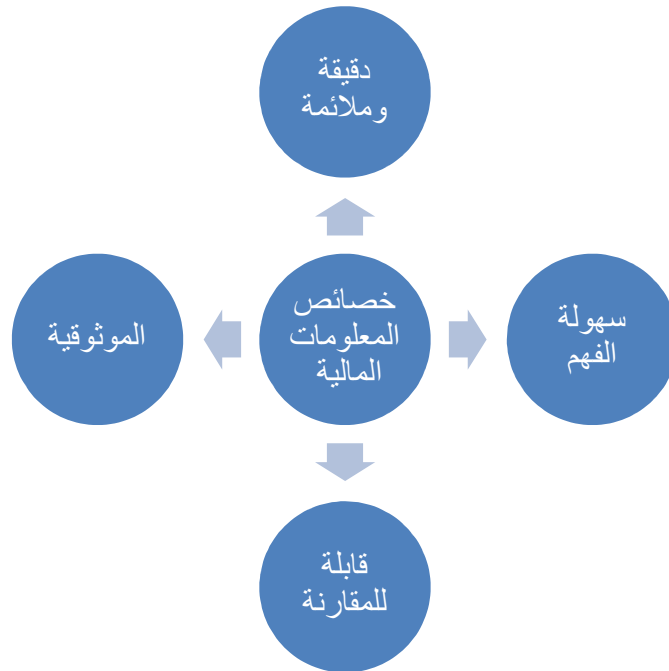 دقيقة
وملائمة
سهولة
الفهم
خصائص
المعلومات
المالية
الموثوقية
قابلة
للمقارنة